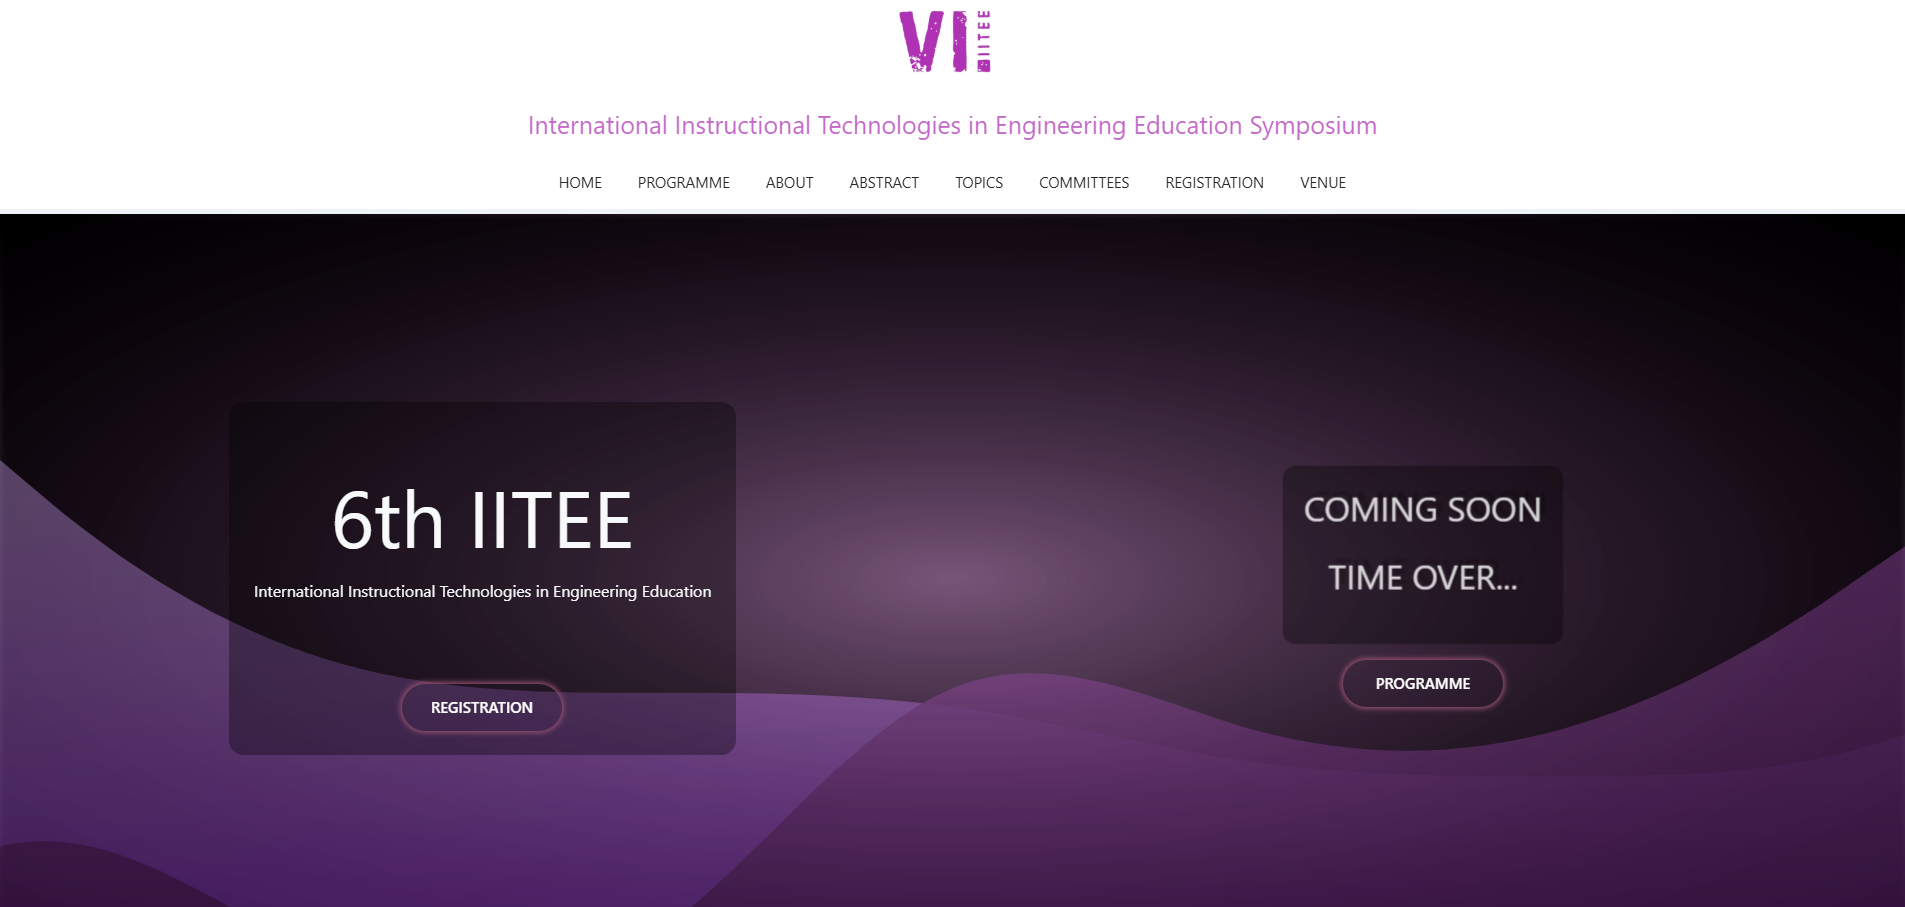 VI IITEE
International Instructional Technologies in Engineering Education Symposium
HOME PROGRAMME ABOUT ABSTRACT TOPICS COMMITTEES REGISTRATION VENUE
6th IITEE
International Instructional Technologies in Engineering Education
REGISTRATION
COMING SOON
TIME OVER...
PROGRAMME